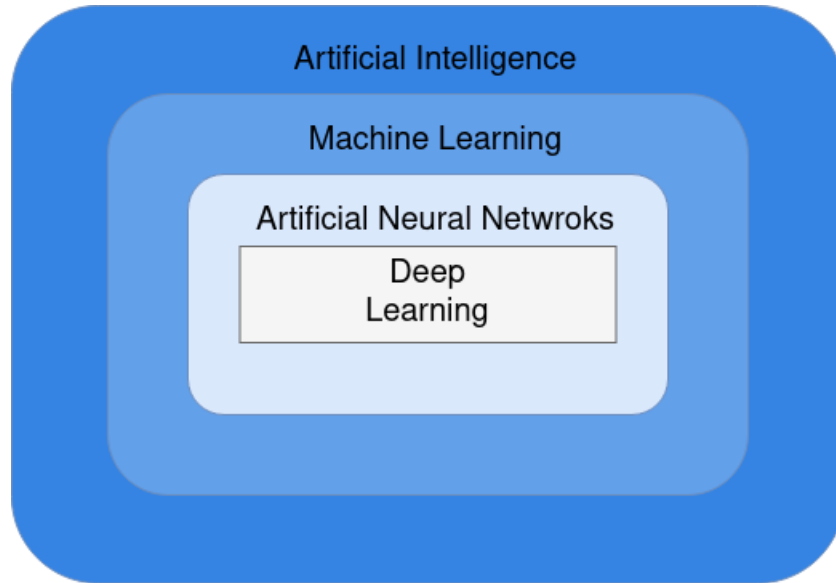 Artificial Intelligence
Machine Learning
Artificial Neural Netwroks
Deep
Learning